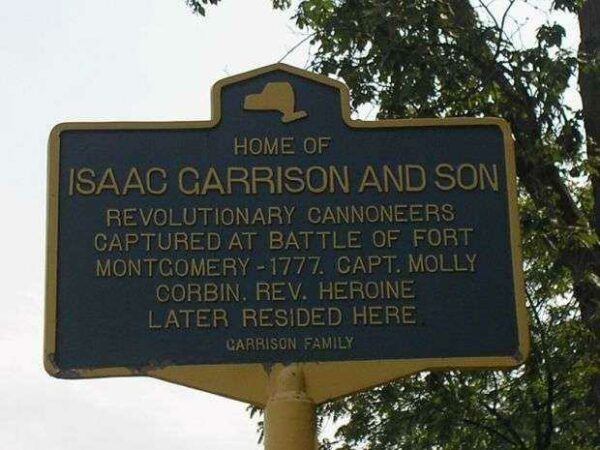 HOME OF
ISAAC GARRISON AND SON
REVOLUTIONARY CANNONEERS
CAPTURED AT BATTLE OF FORT
MONTGOMERY - 1777. CAPT. MOLLY
CORBIN. REV. HEROINE
LATER RESIDED HERE.
GARRISON FAMILY